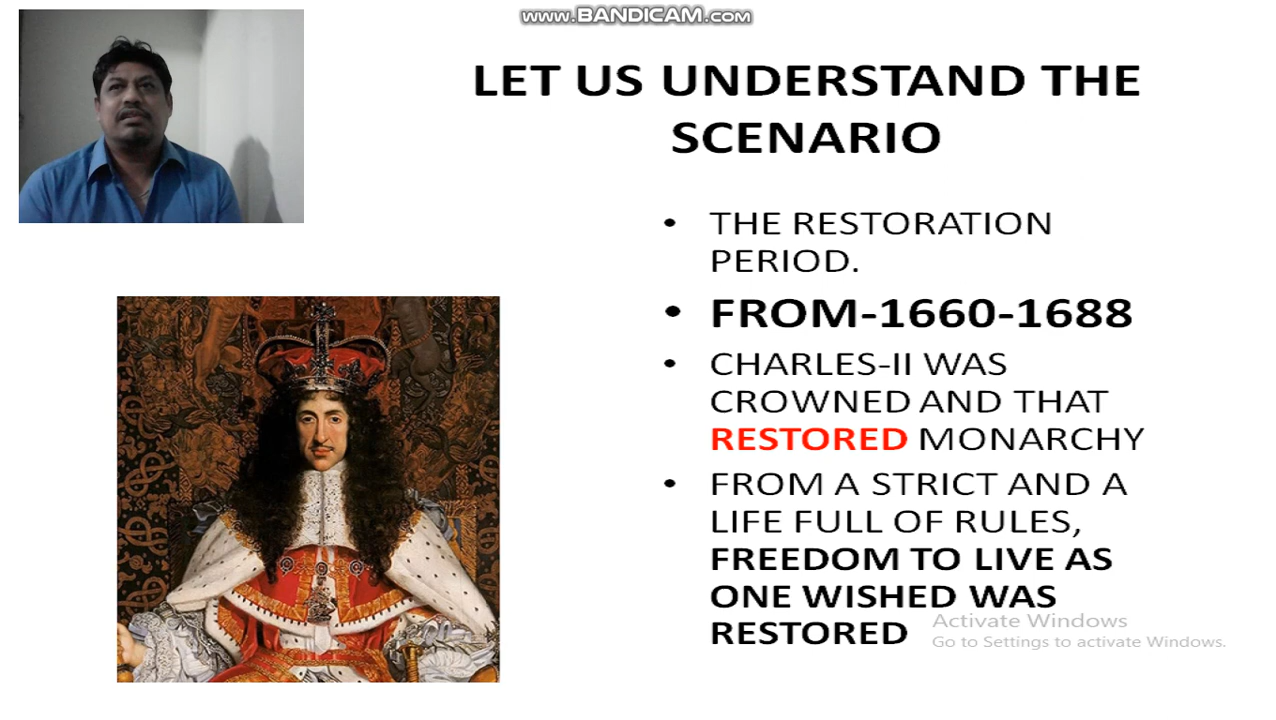 www.BANDICAM.com
LET US UNDERSTAND THE
SCENARIO
• THE RESTORATION
PERIOD.
• FROM-1660-1688
• CHARLES-II WAS
CROWNED AND THAT
RESTORED MONARCHY
• FROM A STRICT AND A
LIFE FULL OF RULES,
FREEDOM TO LIVE AS
ONE WISHED WAS
RESTORED
Activate Windows
Go to Settings to activate Windows.